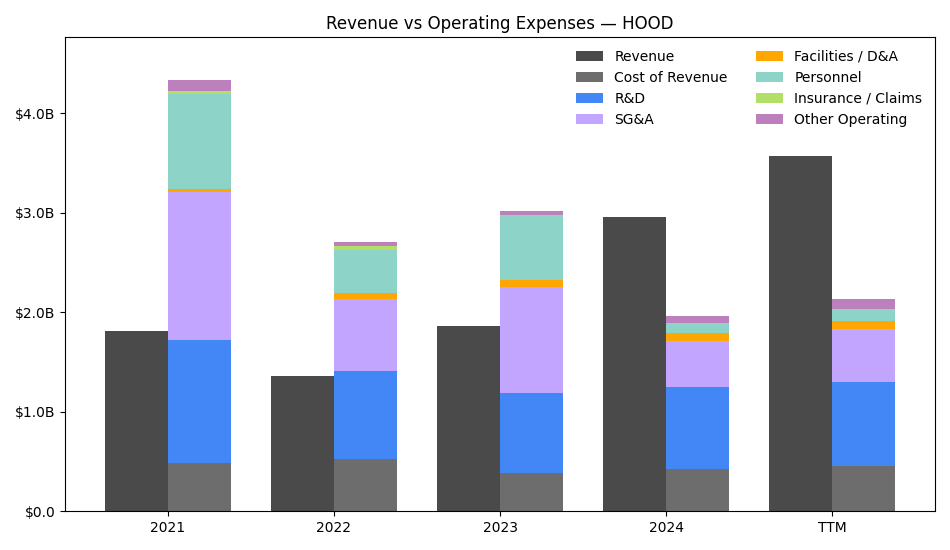 Revenue vs Operating Expenses — HOOD
Revenue
Cost of Revenue
R&D
SG&A
Facilities / D&A
Personnel
Insurance / Claims
Other Operating
$4.0B
$3.0B
$2.0B
$1.0B
$0.0
2021
2022
2023
2024
TTM